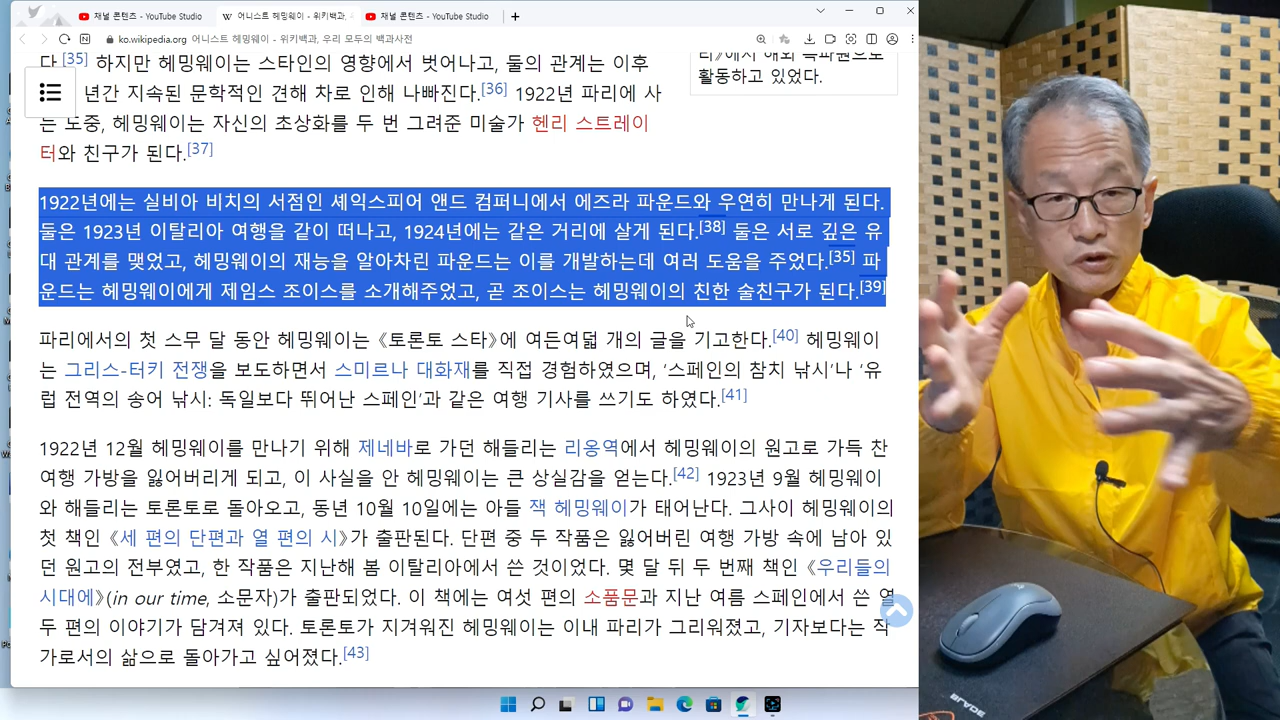 채널 콘텐츠 - YouTube Studio
어니스트 헤밍웨이 - 위키백과,
채널 콘텐츠 - YouTube Studio
ko.wikipedia.org 어니스트 헤밍웨이 - 위키백과, 우리 모두의 백과사전
다.[35] 하지만 헤밍웨이는 스타인의 영향에서 벗어나고, 둘의 관계는 이후
년간 지속된 문학적인 견해 차로 인해 나빠진다.[36] 1922년 파리에 사
는 도중, 헤밍웨이는 자신의 초상화를 두 번 그려준 미술가 헨리 스트레이
터와 친구가 된다.[37]
활동하고 있었다.
1922년에는 실비아 비치의 서점인 셰익스피어 앤드 컴퍼니에서 에즈라 파운드와 우연히 만나게 된다.
둘은 1923년 이탈리아 여행을 같이 떠나고, 1924년에는 같은 거리에 살게 된다.[38] 둘은 서로 깊은 유
대 관계를 맺었고, 헤밍웨이의 재능을 알아차린 파운드는 이를 개발하는데 여러 도움을 주었다.[35] 파
운드는 헤밍웨이에게 제임스 조이스를 소개해주었고, 곧 조이스는 헤밍웨이의 친한 술친구가 된다.[39]
파리에서의 첫 스무 달 동안 헤밍웨이는 《토론토 스타》에 여든여덟 개의 글을 기고한다.[40] 헤밍웨이
는 그리스-터키 전쟁을 보도하면서 스미르나 대화재를 직접 경험하였으며, ‘스페인의 참치 낚시’나 ‘유
럽 전역의 송어 낚시: 독일보다 뛰어난 스페인’과 같은 여행 기사를 쓰기도 하였다.[41]
1922년 12월 헤밍웨이를 만나기 위해 제네바로 가던 해들리는 리옹역에서 헤밍웨이의 원고로 가득 찬
여행 가방을 잃어버리게 되고, 이 사실을 안 헤밍웨이는 큰 상실감을 얻는다.[42] 1923년 9월 헤밍웨이
와 해들리는 토론토로 돌아오고, 동년 10월 10일에는 아들 잭 헤밍웨이가 태어난다. 그사이 헤밍웨이의
첫 책인 《세 편의 단편과 열 편의 시》가 출판된다. 단편 중 두 작품은 잃어버린 여행 가방 속에 남아 있
던 원고의 전부였고, 한 작품은 지난해 봄 이탈리아에서 쓴 것이었다. 몇 달 뒤 두 번째 책인 《우리들의
시대에》(in our time, 소문자)가 출판되었다. 이 책에는 여섯 편의 소품문과 지난 여름 스페인에서 쓴 열
두 편의 이야기가 담겨져 있다. 토론토가 지겨워진 헤밍웨이는 이내 파리가 그리워졌고, 기자보다는 작
가로서의 삶으로 돌아가고 싶어졌다.[43]